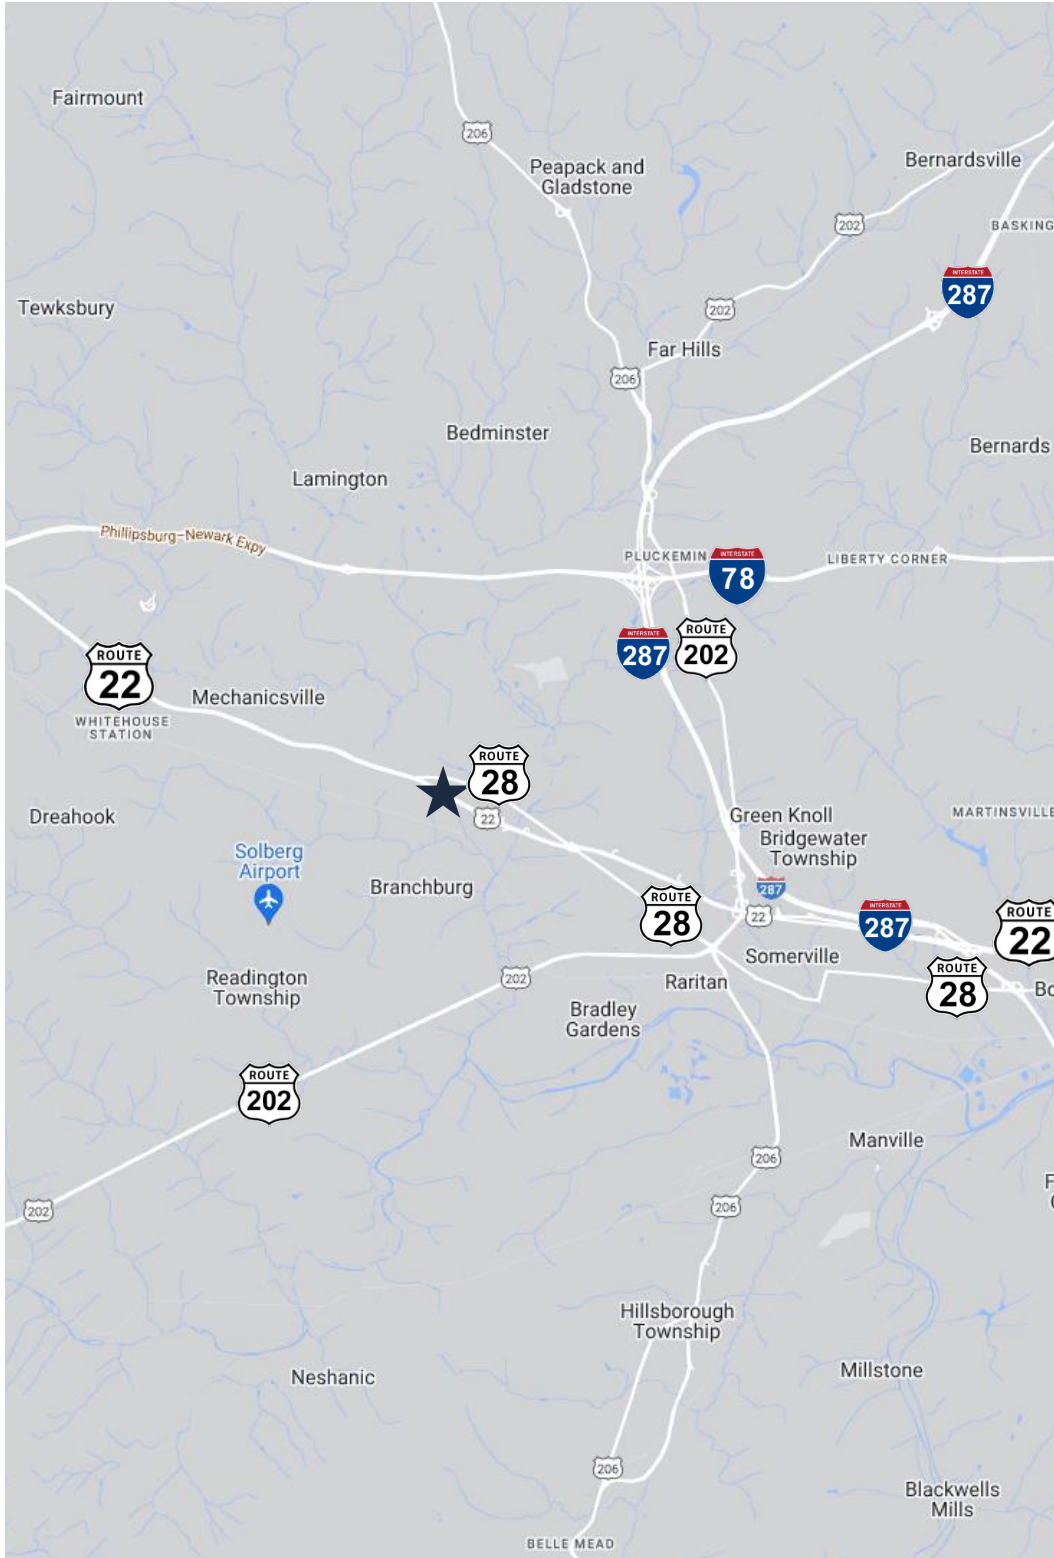 Fairmount
206
Peapack and
Gladstone
Bernardsville
202
BASKING
INTERSTATE
287
Tewksbury
202
Far Hills
206
Bedminster
Bernards
Lamington
Phillipsburg-Newark Expy
PLUCKEMIN
INTERSTATE
78
LIBERTY CORNER
INTERSTATE
287
ROUTE
202
ROUTE
22
Mechanicsville
WHITEHOUSE
STATION
ROUTE
28
22
Dreahook
Green Knoll
MARTINSVILLE
Bridgewater
Township
Solberg
Airport
Branchburg
287
ROUTE
28
22
INTERSTATE
287
ROUTE
22
Somerville
Readington
Township
202
Raritan
ROUTE
28
Bo
Bradley
Gardens
ROUTE
202
Manville
206
206
202
Hillsborough
Township
Neshanic
Millstone
206
Blackwells
Mills
BELLE MEAD